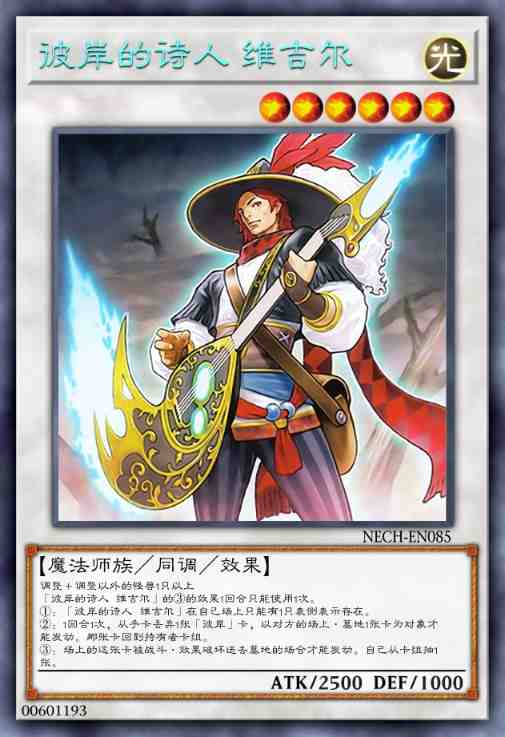 彼岸的诗人 维吉尔
光
NECH-EN085
【魔法师族／同调／效果】
调整＋调整以外的怪兽1只以上
「彼岸的诗人 维吉尔」的③的效果1回合只能使用1次。
①：「彼岸的诗人 维吉尔」在自己场上只能有1只表侧表示存在。
②：1回合1次，从手卡丢弃1张「彼岸」卡，以对方的场上·墓地1张卡为对象才
能发动。那张卡回到持有者卡组。
③：场上的这张卡被战斗·效果破坏送去墓地的场合才能发动。自己从卡组抽1
张。
ATK/2500 DEF/1000
00601193